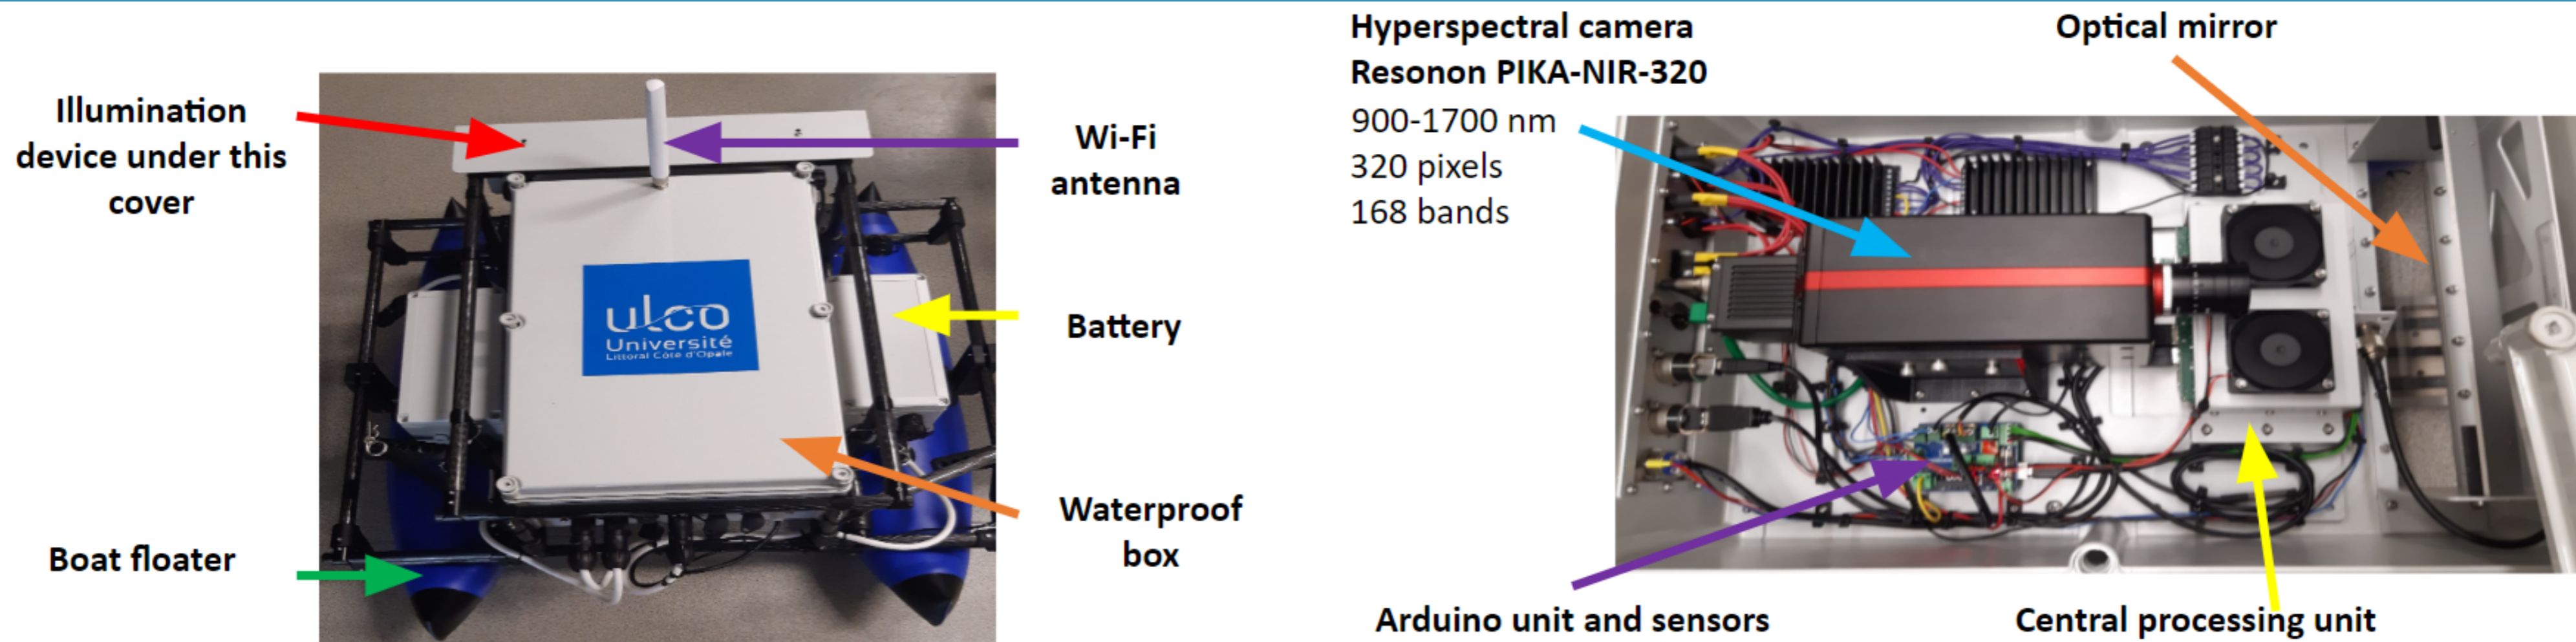 Illumination
device under this
cover
Boat floater
ulco
Université
Littoral Côte d'Opale
Wi-Fi
antenna
Battery
Waterproof
box
Hyperspectral camera
Resonon PIKA-NIR-320
900-1700 nm
320 pixels
168 bands
Optical mirror
Arduino unit and sensors
Central processing unit